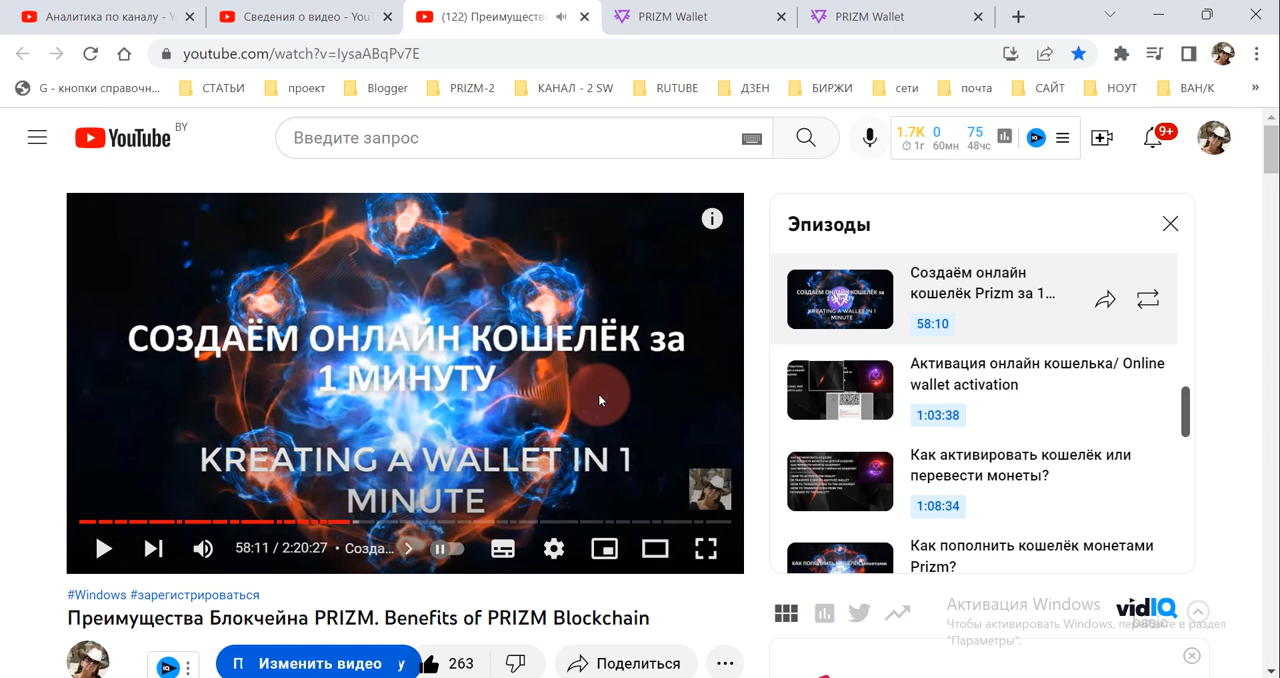 Аналитика по каналу - Y
Сведения о видео - YouT
(122) Преимуществ
PRIZM Wallet
PRIZM Wallet
youtube.com/watch?v=IysaABqPv7E
G - кнопки справочн...
СТАТЬИ
проект
Blogger
PRIZM-2
КАНАЛ - 2 SW
RUTUBE
ДЗЕН
БИРЖИ
сети
почта
САЙТ
НОУТ
ВАН/К
»
YouTube BY
Введите запрос
1.7K 0 75
1г 60мн 48чс
9+
СОЗДАЁМ ОНЛАЙН КОШЕЛЁК за
1 МИНУТУ
KREATING A WALLET IN 1
MINUTE
58:11 / 2:20:27 • Созда...
Эпизоды
Создаём онлайн
кошелёк Prizm за 1...
58:10
Активация онлайн кошелька/ Online
wallet activation
1:03:38
Как активировать кошелёк или
перевести монеты?
1:08:34
Как пополнить кошелёк монетами
Prizm?
#Windows #зарегистрироваться
Преимущества Блокчейна PRIZM. Benefits of PRIZM Blockchain
П Изменить видео у
263
Поделиться
Активация Windows
Чтобы активировать Windows, перейдите в раздел
"Параметры".
vidIQ
BASIC